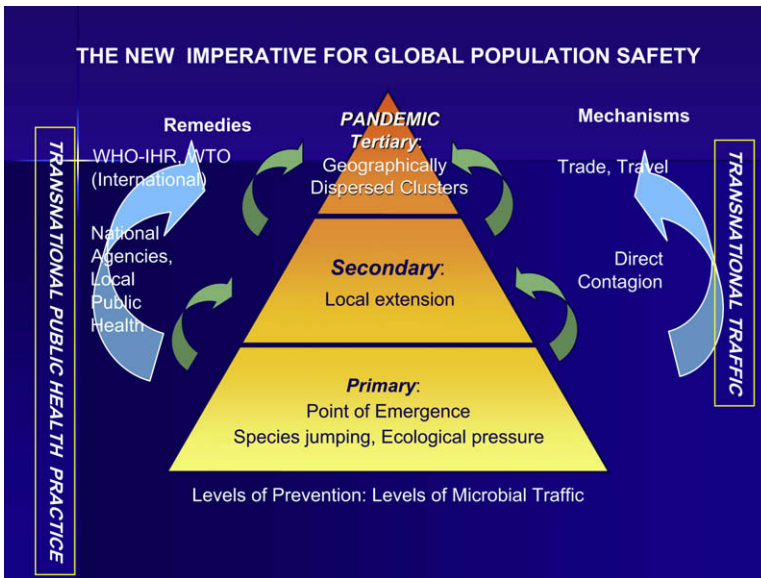 THE NEW IMPERATIVE FOR GLOBAL POPULATION SAFETY
TRANSNATIONAL PUBLIC HEALTH PRACTICE
Remedies
WHO-IHR, WTO
(International)
National
Agencies,
Local
Public
Health
PANDEMIC
Tertiary:
Geographically
Dispersed Clusters
Secondary:
Local extension
Primary:
Point of Emergence
Species jumping, Ecological pressure
Mechanisms
Trade, Travel
Direct
Contagion
TRANSNATIONAL TRAFFIC
Levels of Prevention: Levels of Microbial Traffic